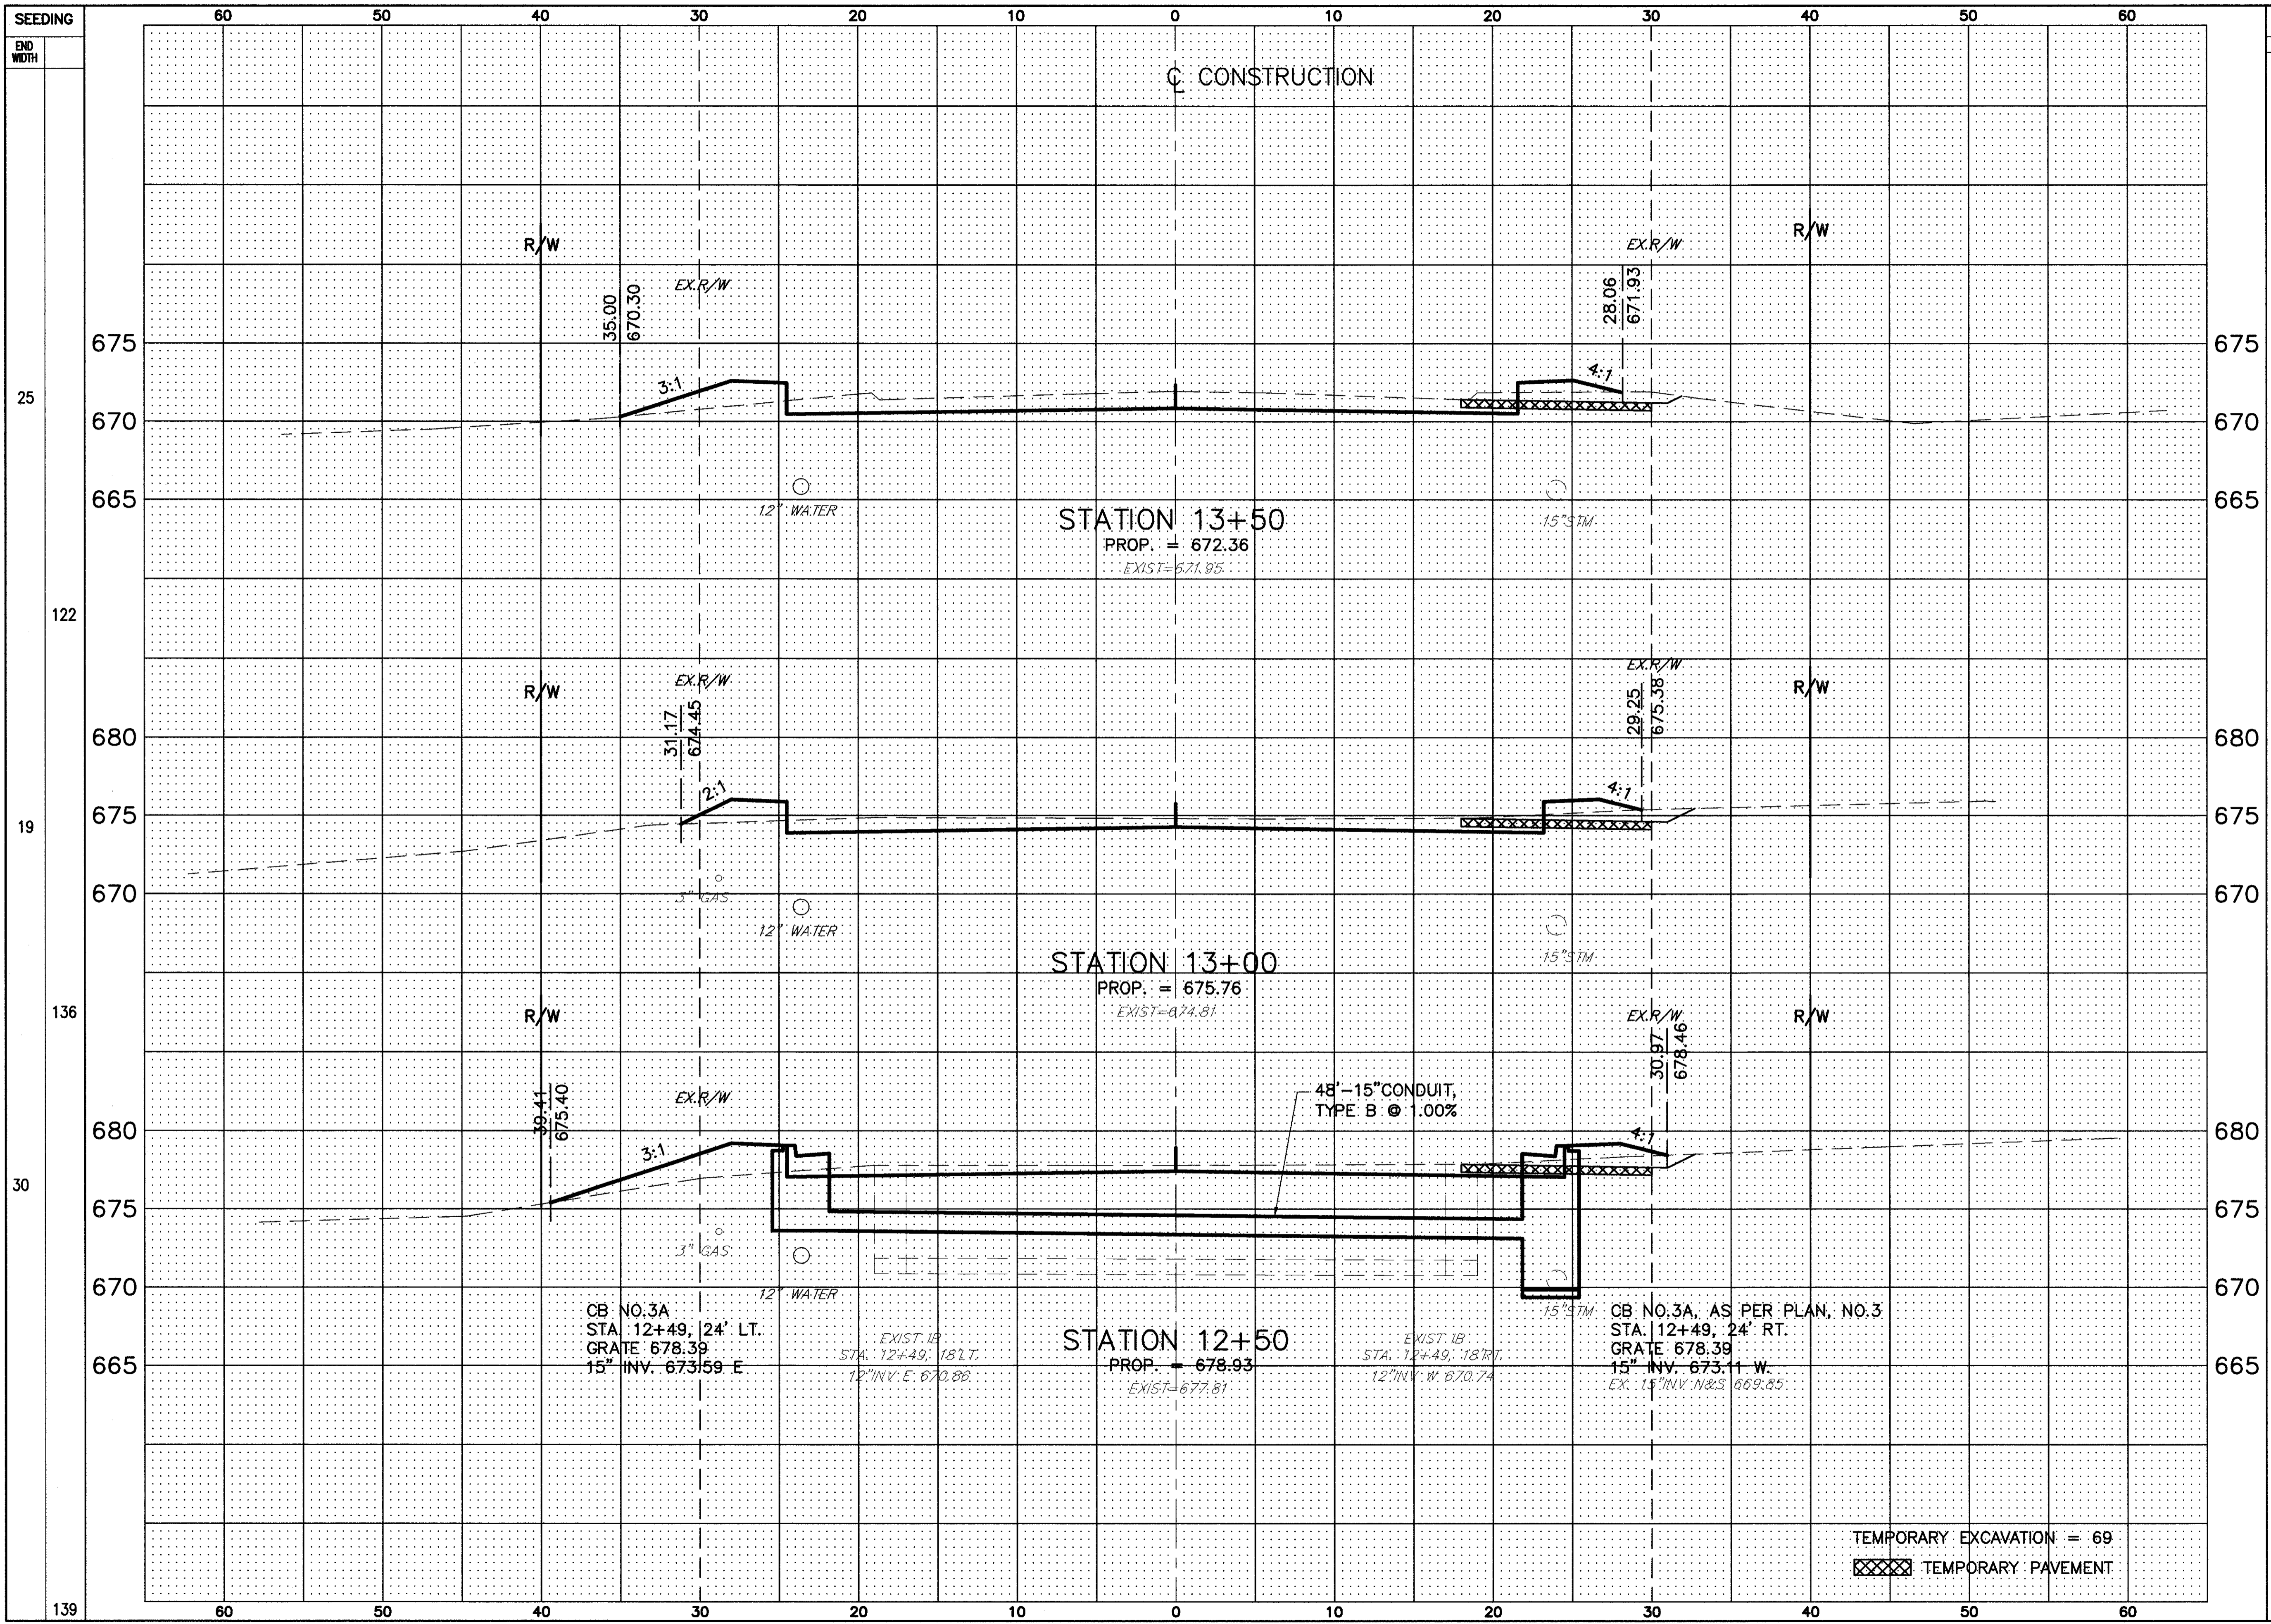 SEEDING
END
WIDTH
60 50 40 30 20 10 0 10 20 30 40 50 60
℄ CONSTRUCTION
R/W
EX.R/W
35.00
670.30
EX.R/W
28.06
671.93
R/W
675
675
3:1
4:1
25
670
670
665
665
12" WATER
15"STM
STATION 13+50
PROP. = 672.36
EXIST=671.95
122
R/W
EX.R/W
31.17
674.45
EX.R/W
29.25
675.38
R/W
680
680
2:1
4:1
675
675
19
3" GAS
670
670
12" WATER
15"STM
STATION 13+00
PROP. = 675.76
EXIST=674.81
136
R/W
EX.R/W
R/W
39.41
675.40
EX.R/W
30.97
678.46
48'-15"CONDUIT,
TYPE B @ 1.00%
680
680
3:1
4:1
30
675
675
3" GAS
670
670
12" WATER
15"STM
CB NO.3A
STA. 12+49, 24' LT.
GRATE 678.39
15" INV. 673.59 E
EXIST IB
STA. 12+49, 18'LT.
12"INV E. 670.86
STATION 12+50
PROP. = 678.93
EXIST=677.81
EXIST IB
STA. 12+49, 18'RT.
12"INV W 670.74
CB NO.3A, AS PER PLAN, NO.3
STA. 12+49, 24' RT.
GRATE 678.39
15" INV. 673.11 W.
EX. 15"INV N&S 669.85
665
665
TEMPORARY EXCAVATION = 69
TEMPORARY PAVEMENT
139
60 50 40 30 20 10 0 10 20 30 40 50 60